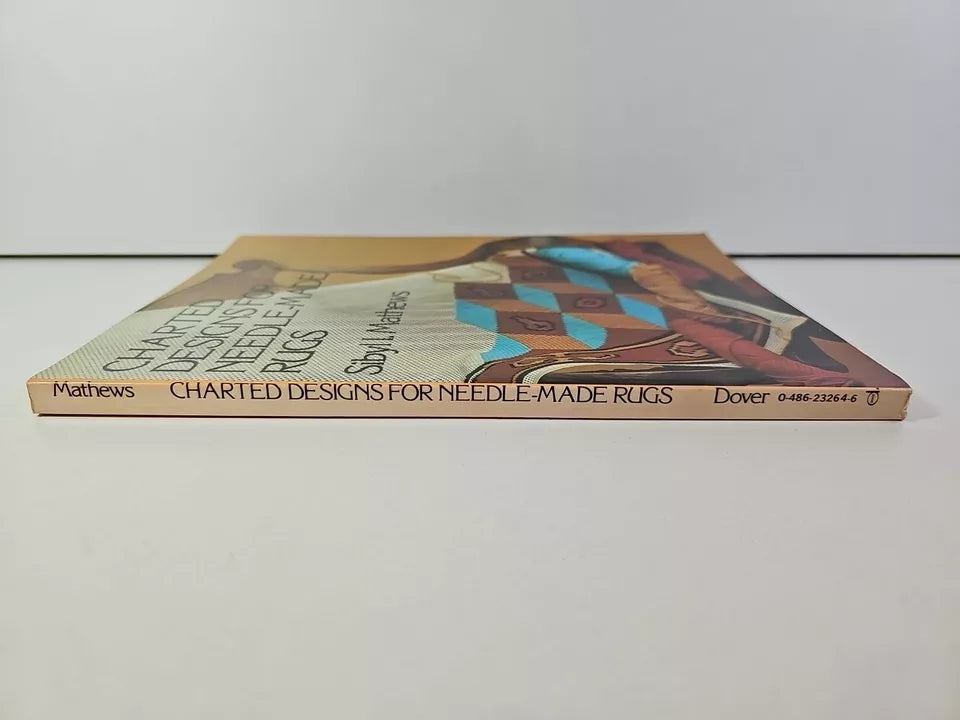 CHARTED
DESIGNS FOR
NEEDLE-MADE
RUGS
Sibyl I. Mathews
Mathews CHARTED DESIGNS FOR NEEDLE-MADE RUGS Dover 0-486-23264-6